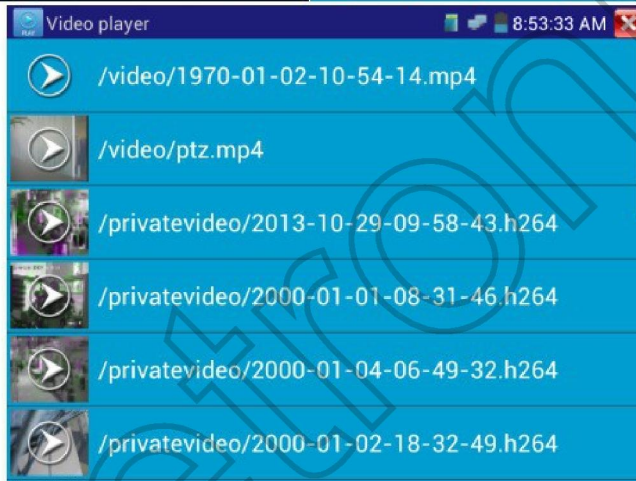 Video player 8:53:33 AM
PLAY
/video/1970-01-02-10-54-14.mp4
/video/ptz.mp4
/privatevideo/2013-10-29-09-58-43.h264
/privatevideo/2000-01-01-08-31-46.h264
/privatevideo/2000-01-04-06-49-32.h264
/privatevideo/2000-01-02-18-32-49.h264
etron